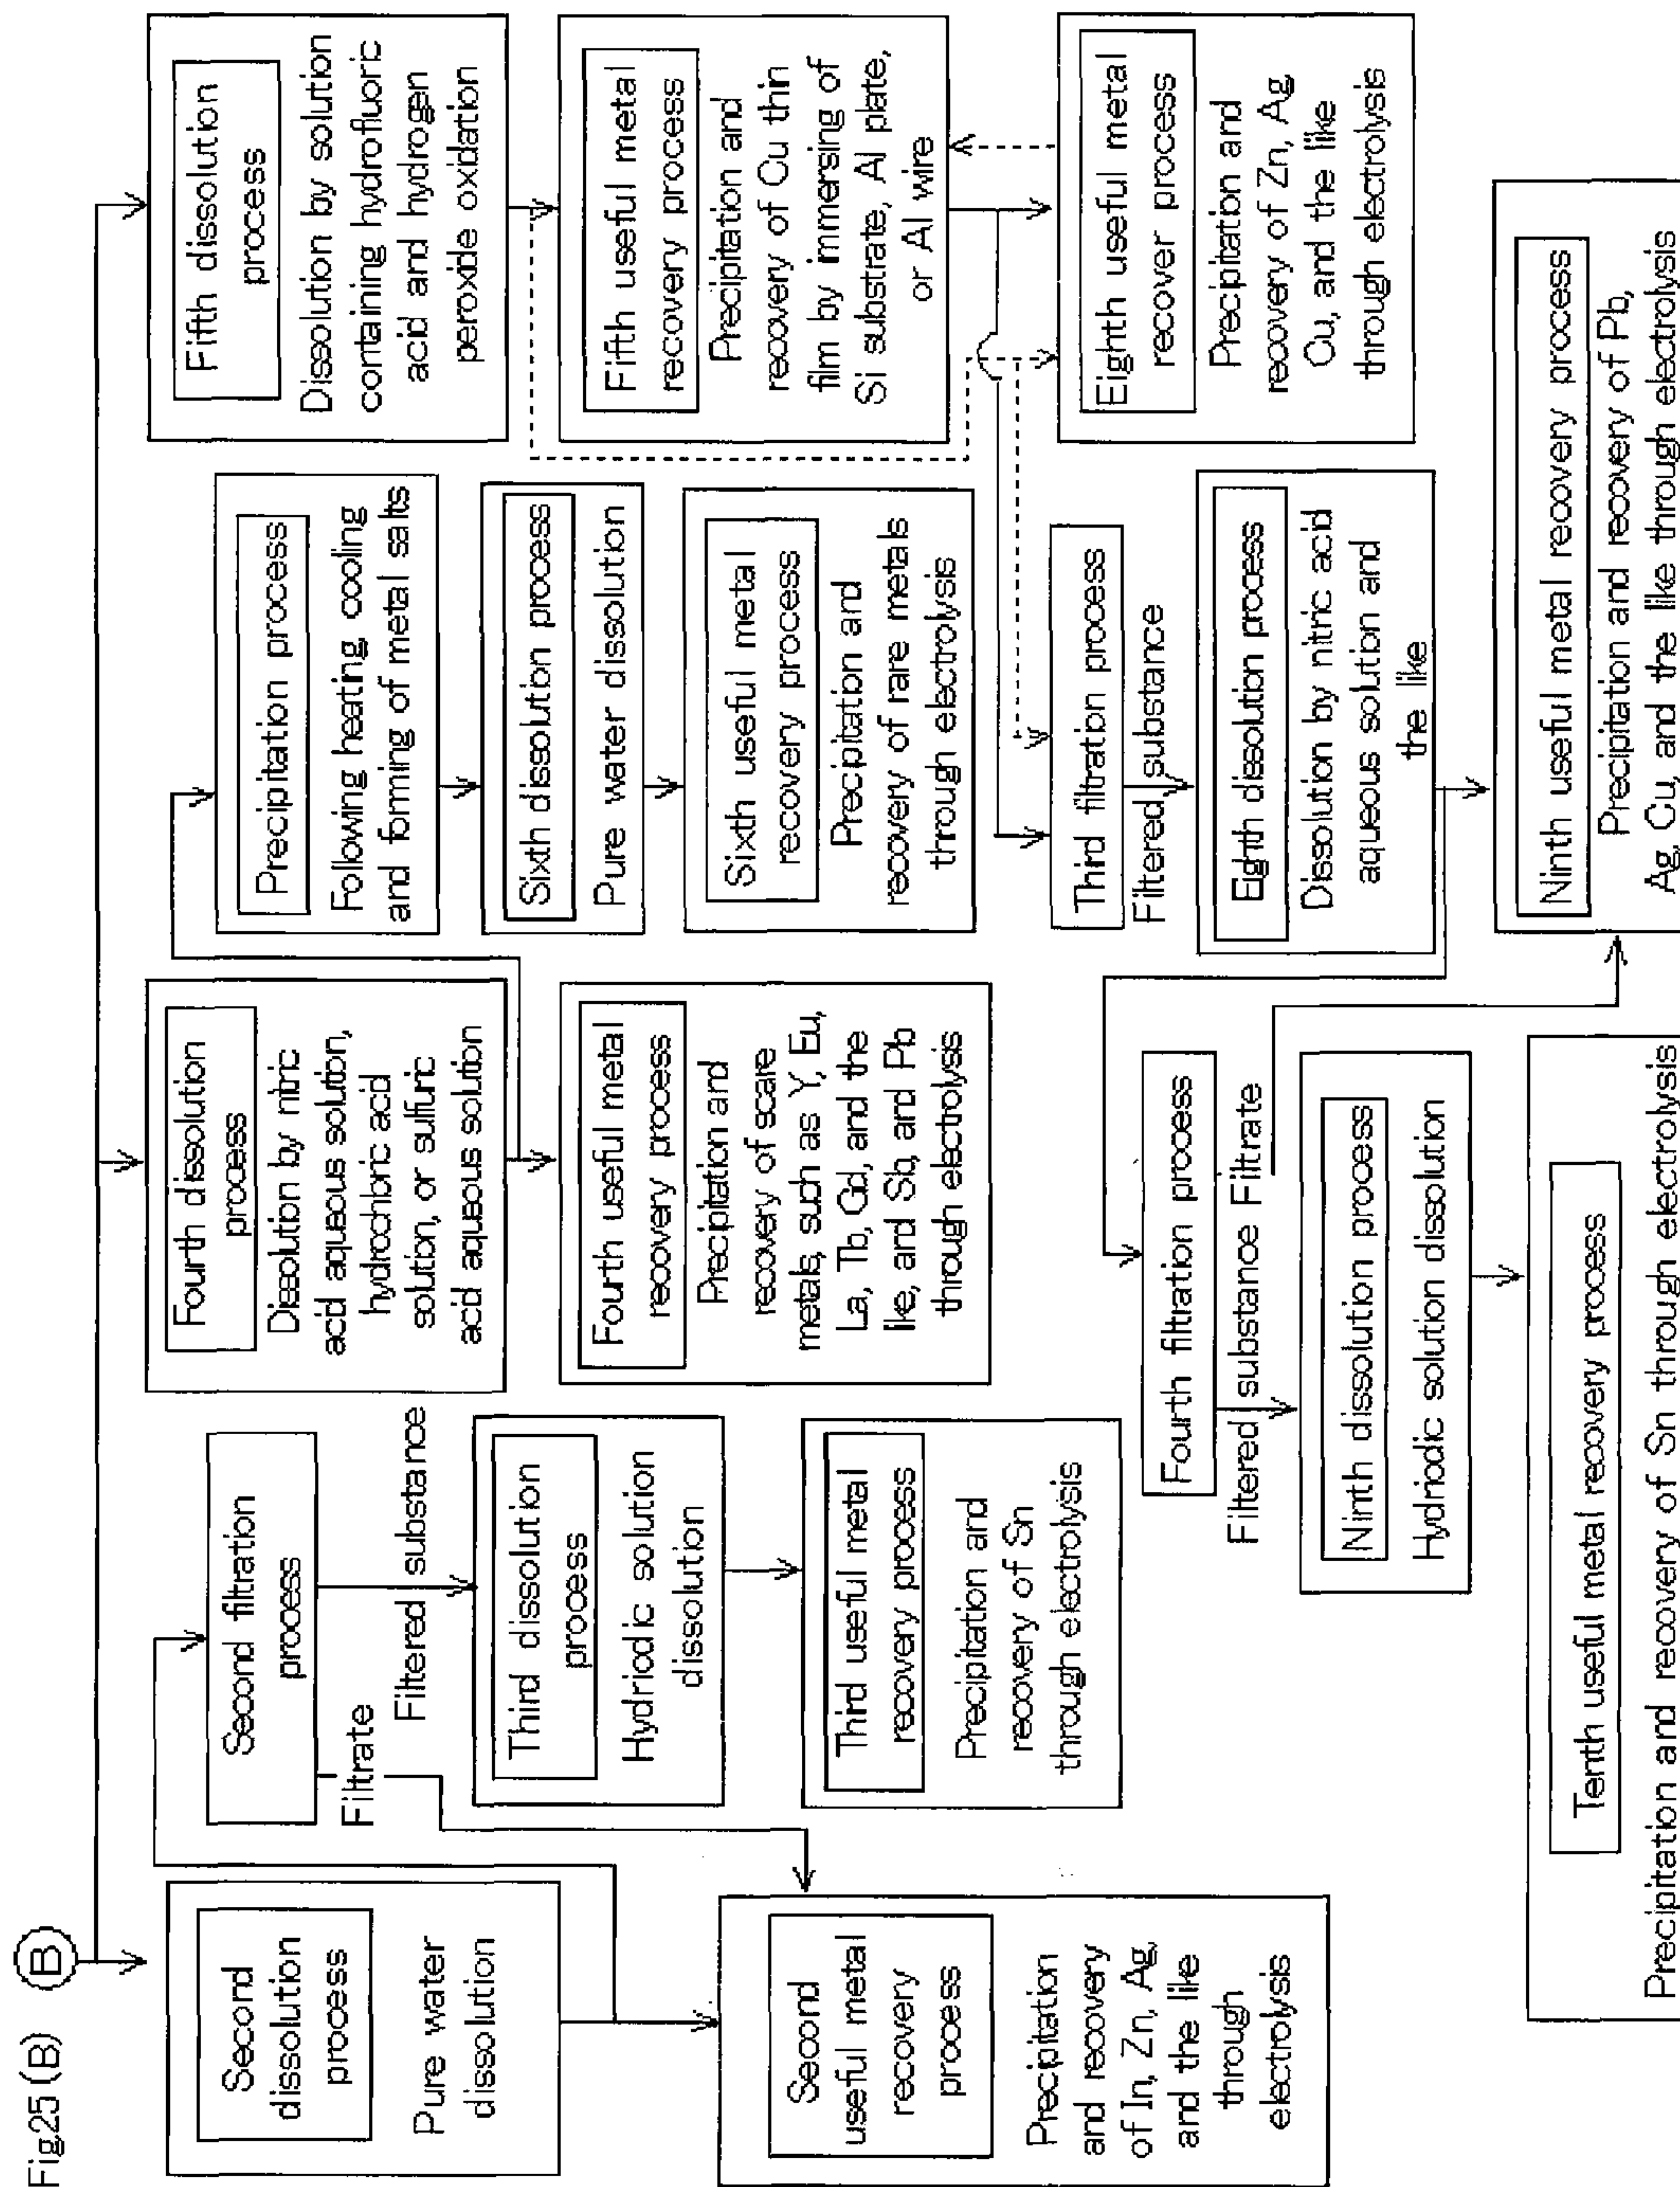 Fig.25 (B)
B
Second
dissolution
process
Pure water
dissolution
Second
useful metal
recovery
process
Precipitation
and recovery
of In, Zn, Ag,
and the like
through
electrolysis
Second filtration
process
Filtrate
Filtered substance
Third dissolution
process
Hydriodic solution
dissolution
Third useful metal
recovery process
Precipitation and
recovery of Sn
through electrolysis
Fourth dissolution
process
Dissolution by nitric
acid aqueous solution,
hydrochloric acid
solution, or sulfuric
acid aqueous solution
Fourth useful metal
recovery process
Precipitation and
recovery of scare
metals, such as Y, Eu,
La, Tb, Gd, and the
like, and Sb, and Pb
through electrolysis
Precipitation process
Following heating cooling
and forming of metal salts
Sixth dissolution process
Pure water dissolution
Sixth useful metal
recovery process
Precipitation and
recovery of rare metals
through electrolysis
Fifth dissolution
process
Dissolution by solution
containing hydrofluoric
acid and hydrogen
peroxide oxidation
Fifth useful metal
recovery process
Precipitation and
recovery of Cu thin
film by immersing of
Si substrate, Al plate,
or Al wire
Eighth useful metal
recover process
Precipitation and
recovery of Zn, Ag
Cu, and the like
through electrolysis
Third filtration process
Filtered substance
Eighth dissolution process
Dissolution by nitric acid
aqueous solution and
the like
Fourth filtration process
Filtered substance Filtrate
Ninth dissolution process
Hydriodic solution dissolution
Ninth useful metal recovery process
Precipitation and recovery of Pb,
Ag, Cu, and the like through electrolysis
Tenth useful metal recovery process
Precipitation and recovery of Sn through electrolysis